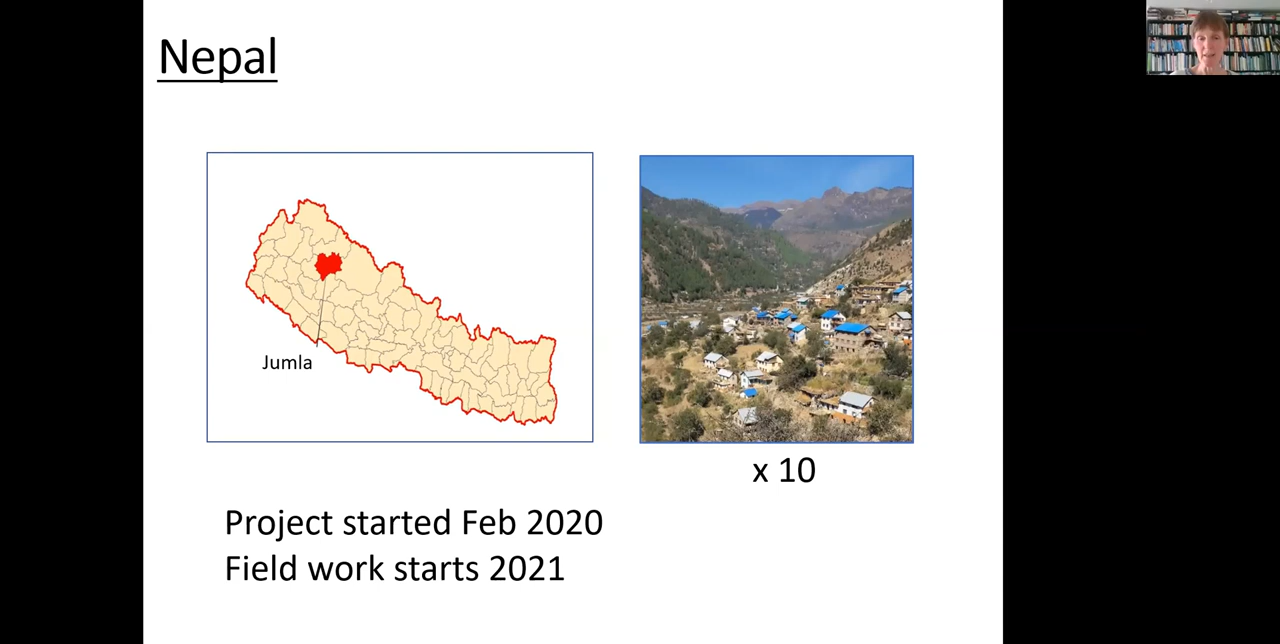 Nepal
Jumla
x 10
Project started Feb 2020
Field work starts 2021